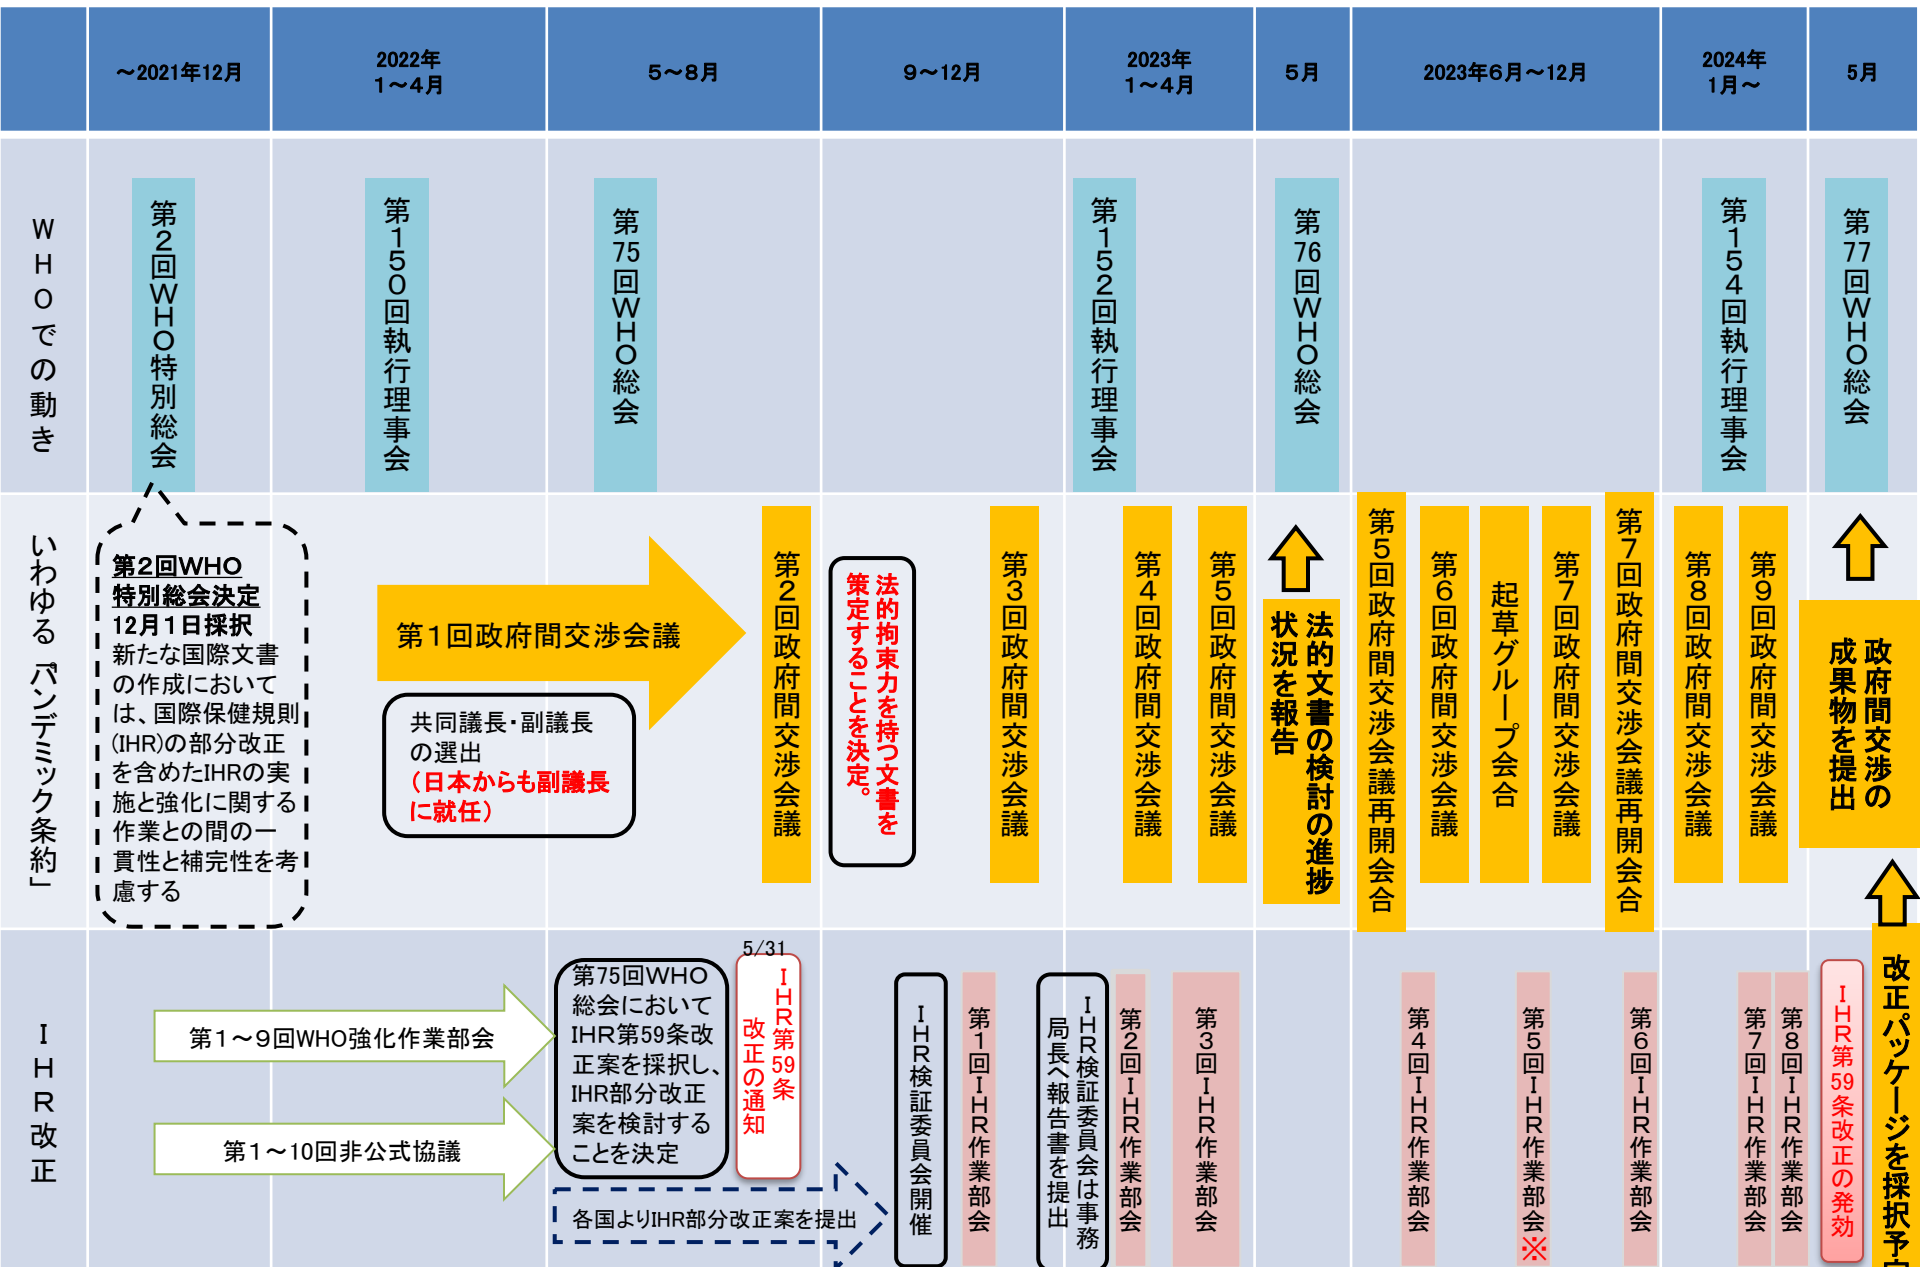 ～2021年12月
2022年
１～４月
５～８月
９～12月
2023年
１～４月
５月
2023年６月～12月
2024年
１月～
５月
ＷＨＯでの動き
第２回ＷＨＯ特別総会
第１５０回執行理事会
第75回ＷＨＯ総会
第１５２回執行理事会
第76回ＷＨＯ総会
第１５４回執行理事会
第77回ＷＨＯ総会
いわゆる「パンデミック条約」
第２回ＷＨＯ
特別総会決定
12月１日採択
新たな国際文書
の作成において
は、国際保健規則
(IHR)の部分改正
を含めたIHRの実
施と強化に関する
作業との間の一
貫性と補完性を考
慮する
第１回政府間交渉会議
共同議長・副議長
の選出
（日本からも副議長
に就任）
第２回政府間交渉会議
法的拘束力を持つ文書を
策定することを決定。
第３回政府間交渉会議
第４回政府間交渉会議
第５回政府間交渉会議
法的文書の検討の進捗
状況を報告
第５回政府間交渉会議再開会合
第６回政府間交渉会議
起草グループ会合
第７回政府間交渉会議
第７回政府間交渉会議再開会合
第８回政府間交渉会議
第９回政府間交渉会議
政府間交渉の
成果物を提出
ＩＨＲ改正
第１～９回WHO強化作業部会
第１～10回非公式協議
第75回ＷＨＯ
総会において
IHR第59条改
正案を採択し、
IHR部分改正
案を検討する
ことを決定
5/31
ＩＨＲ第59条
改正の通知
各国よりIHR部分改正案を提出
ＩＨＲ検証委員会開催
第１回ＩＨＲ作業部会
ＩＨＲ検証委員会は事務
局長へ報告書を提出
第２回ＩＨＲ作業部会
第３回ＩＨＲ作業部会
第４回ＩＨＲ作業部会
第５回ＩＨＲ作業部会※
第６回ＩＨＲ作業部会
第７回ＩＨＲ作業部会
第８回ＩＨＲ作業部会
ＩＨＲ第59条改正の発効
改正パッケージを採択予